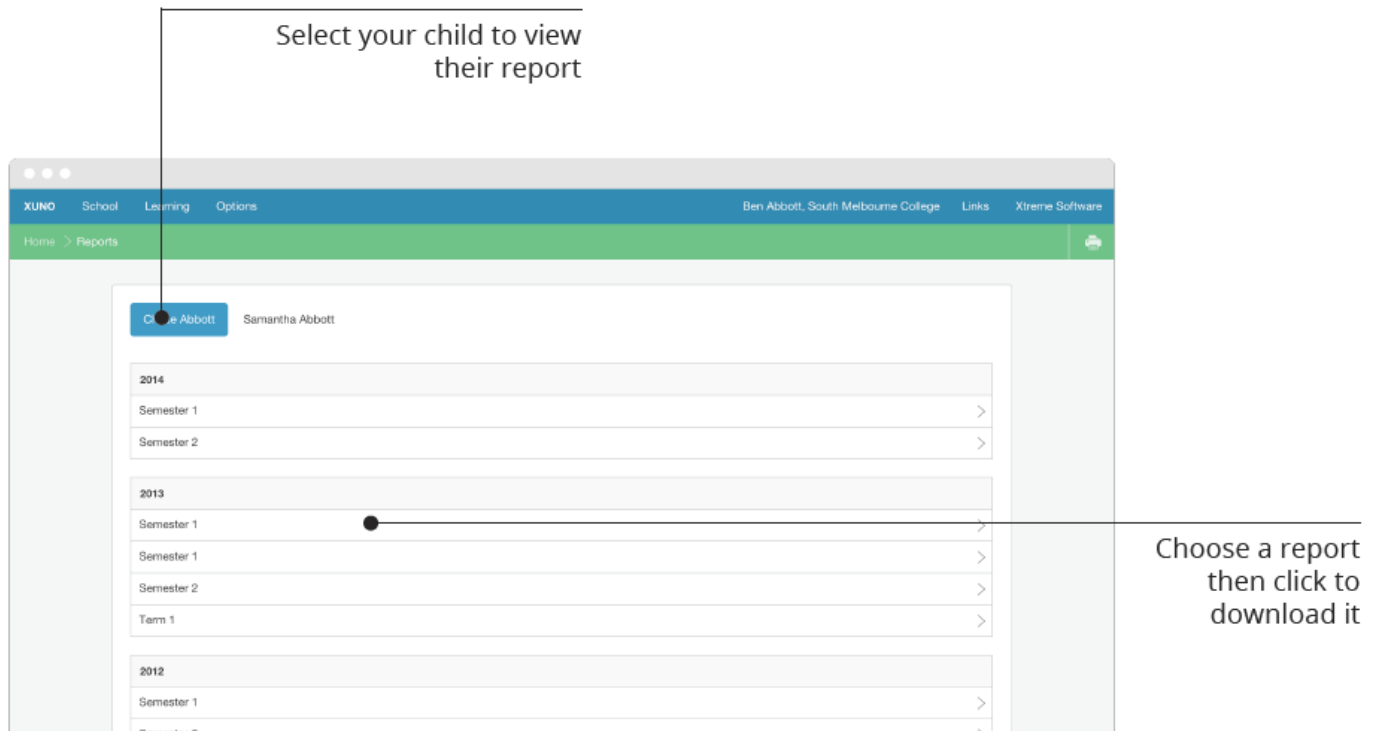 Select your child to view
their report
XUNO School Learning Options Ben Abbott, South Melbourne College Links Xtreme Software
Home > Reports
Abbott Samantha Abbott
2014
Semester 1
Semester 2
2013
Semester 1
Semester 1
Semester 2
Term 1
Choose a report
then click to
download it
2012
Semester 1